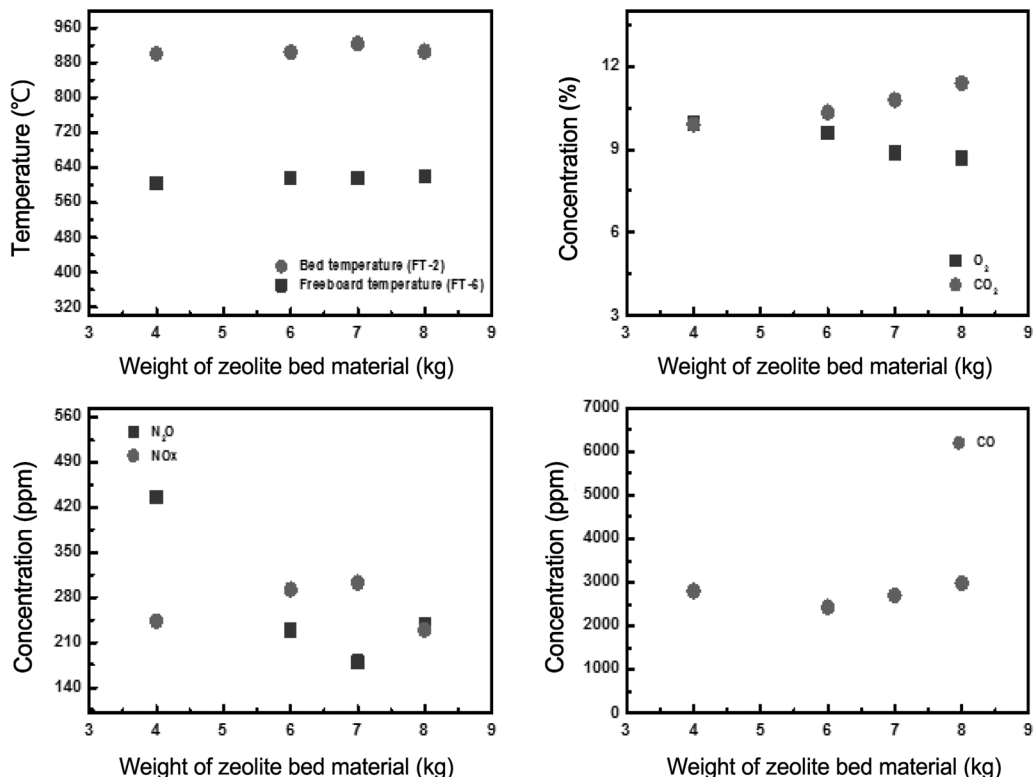 Temperature (℃)
960
880
800
720
640
560
480
400
320
Bed temperature (FT-2)
Freeboard temperature (FT-6)
3 4 5 6 7 8 9
Weight of zeolite bed material (kg)
Concentration (%)
12
9
6
3
O₂
CO₂
3 4 5 6 7 8 9
Weight of zeolite bed material (kg)
Concentration (ppm)
560
490
420
350
280
210
140
N₂O
NOx
3 4 5 6 7 8 9
Weight of zeolite bed material (kg)
Concentration (ppm)
7000
6000
5000
4000
3000
2000
1000
0
CO
3 4 5 6 7 8 9
Weight of zeolite bed material (kg)